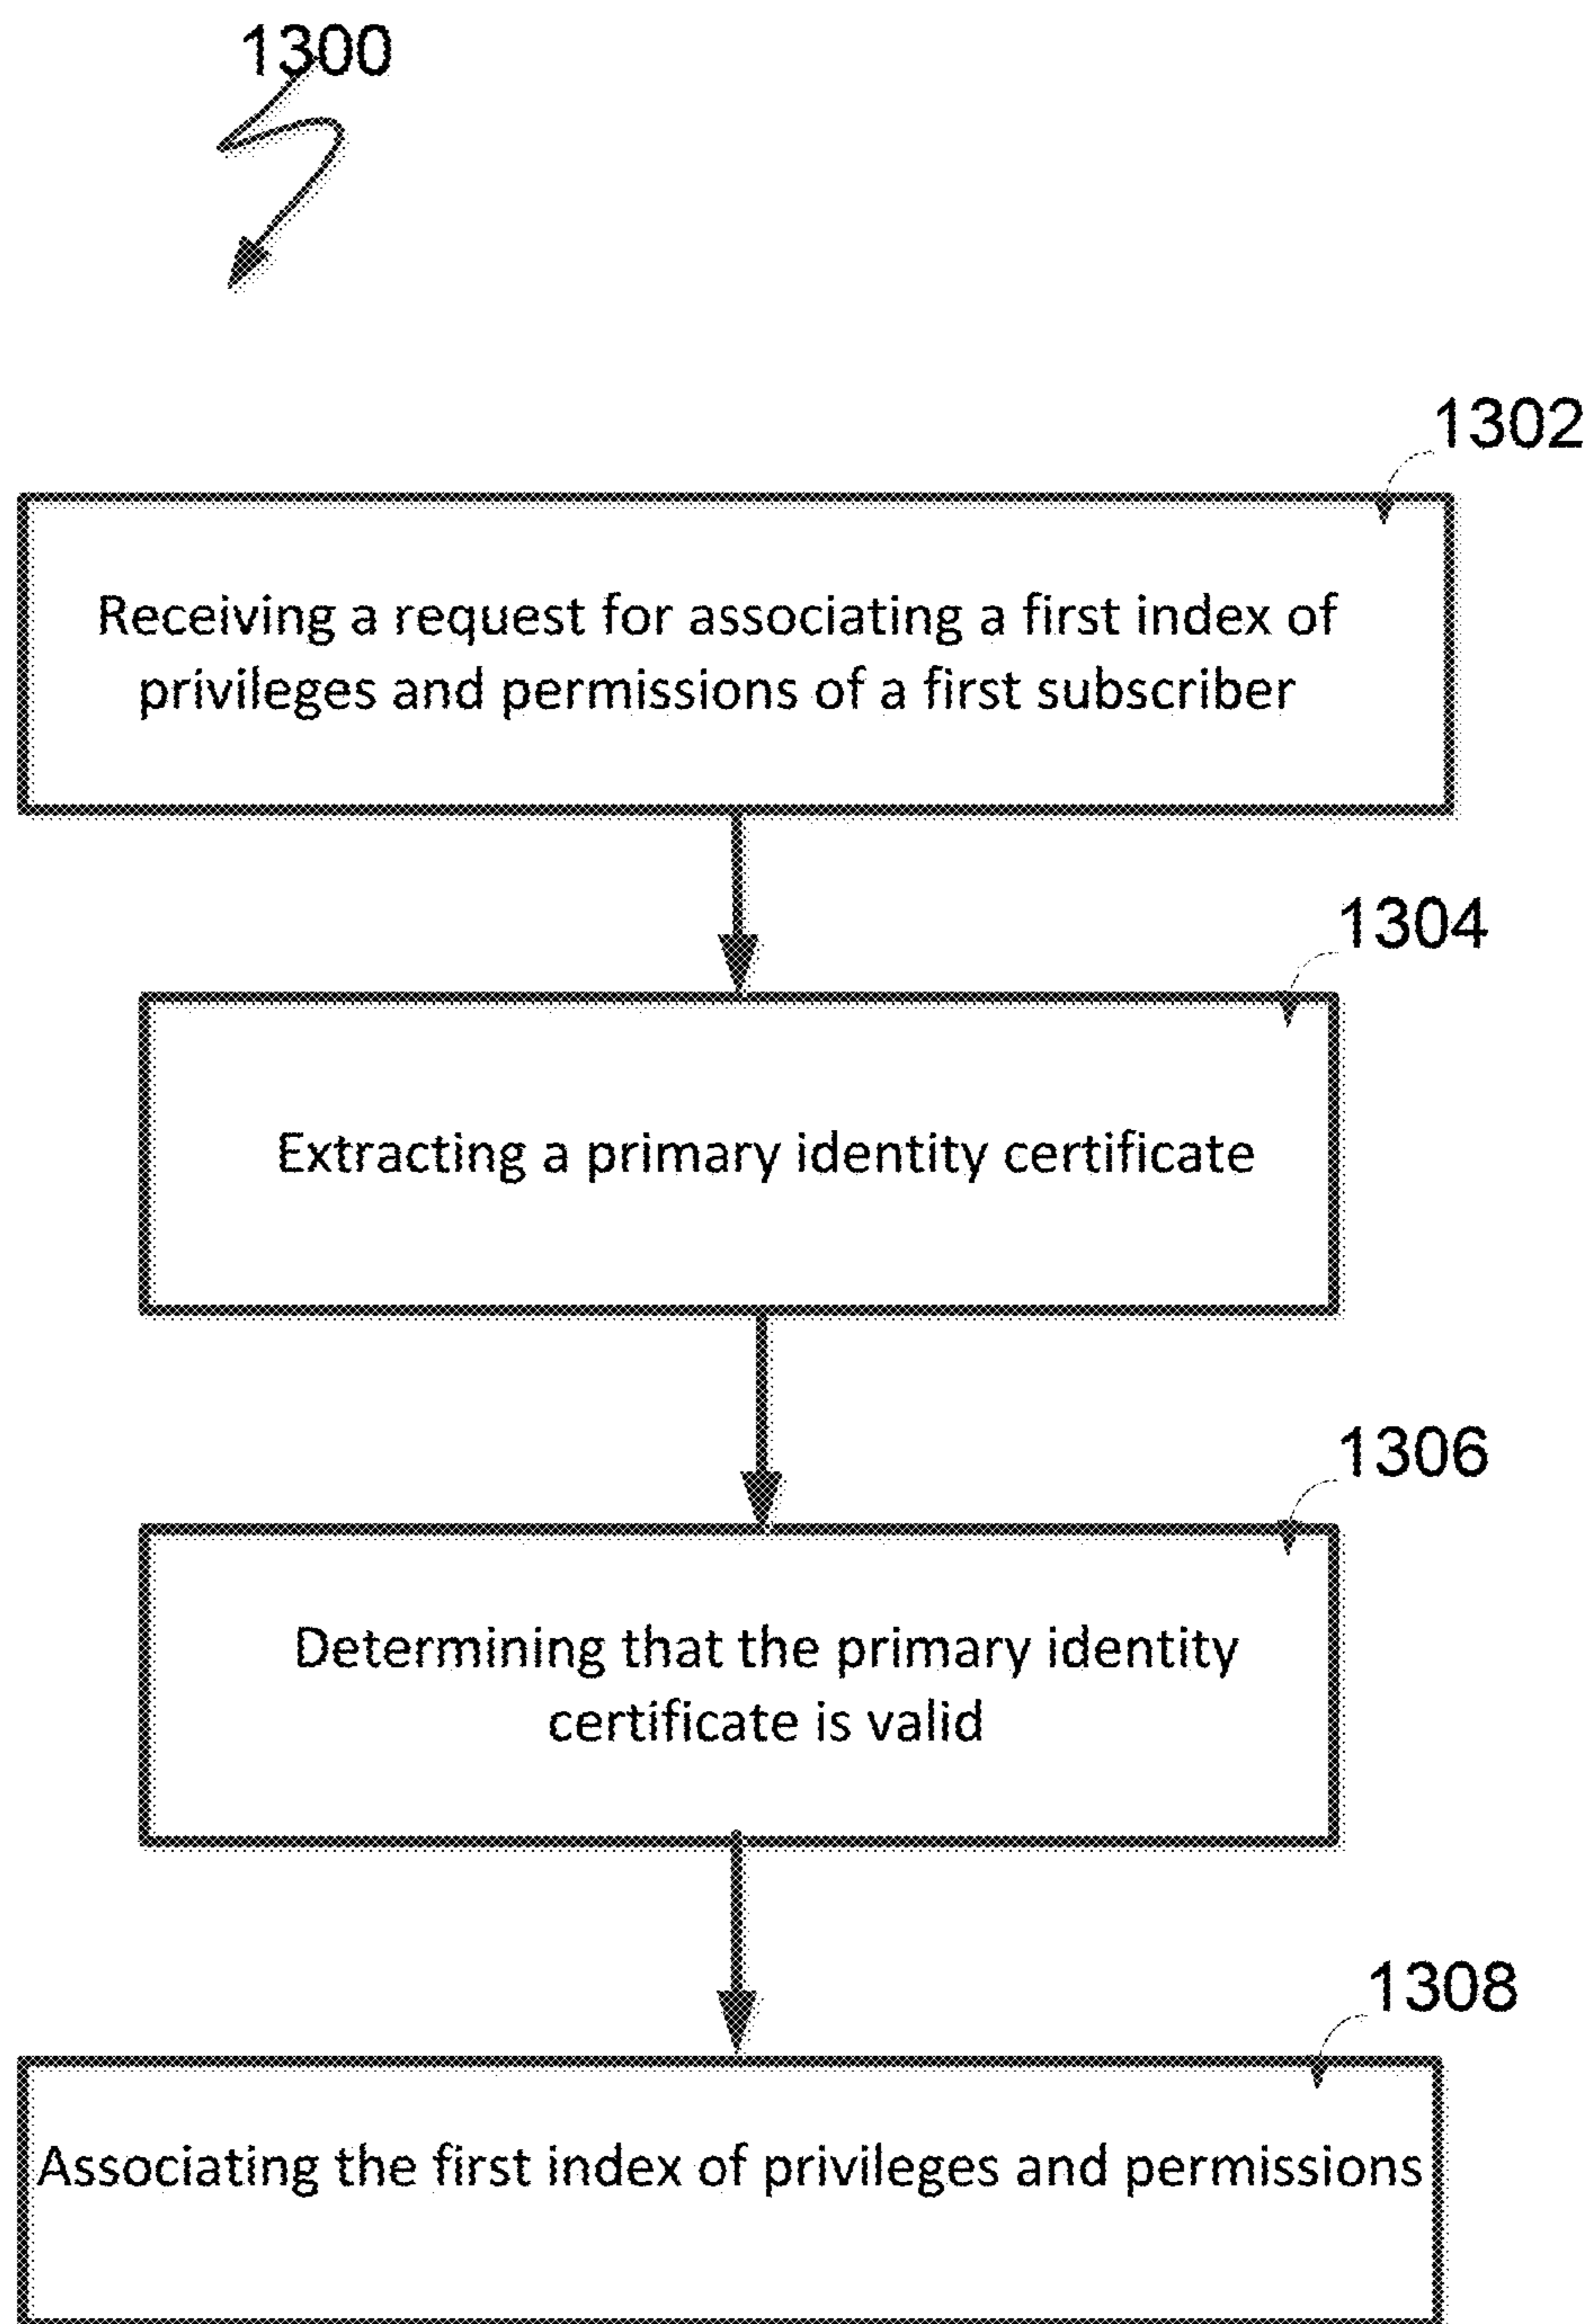 1300
1302
Receiving a request for associating a first index of
privileges and permissions of a first subscriber
1304
Extracting a primary identity certificate
1306
Determining that the primary identity
certificate is valid
1308
Associating the first index of privileges and permissions